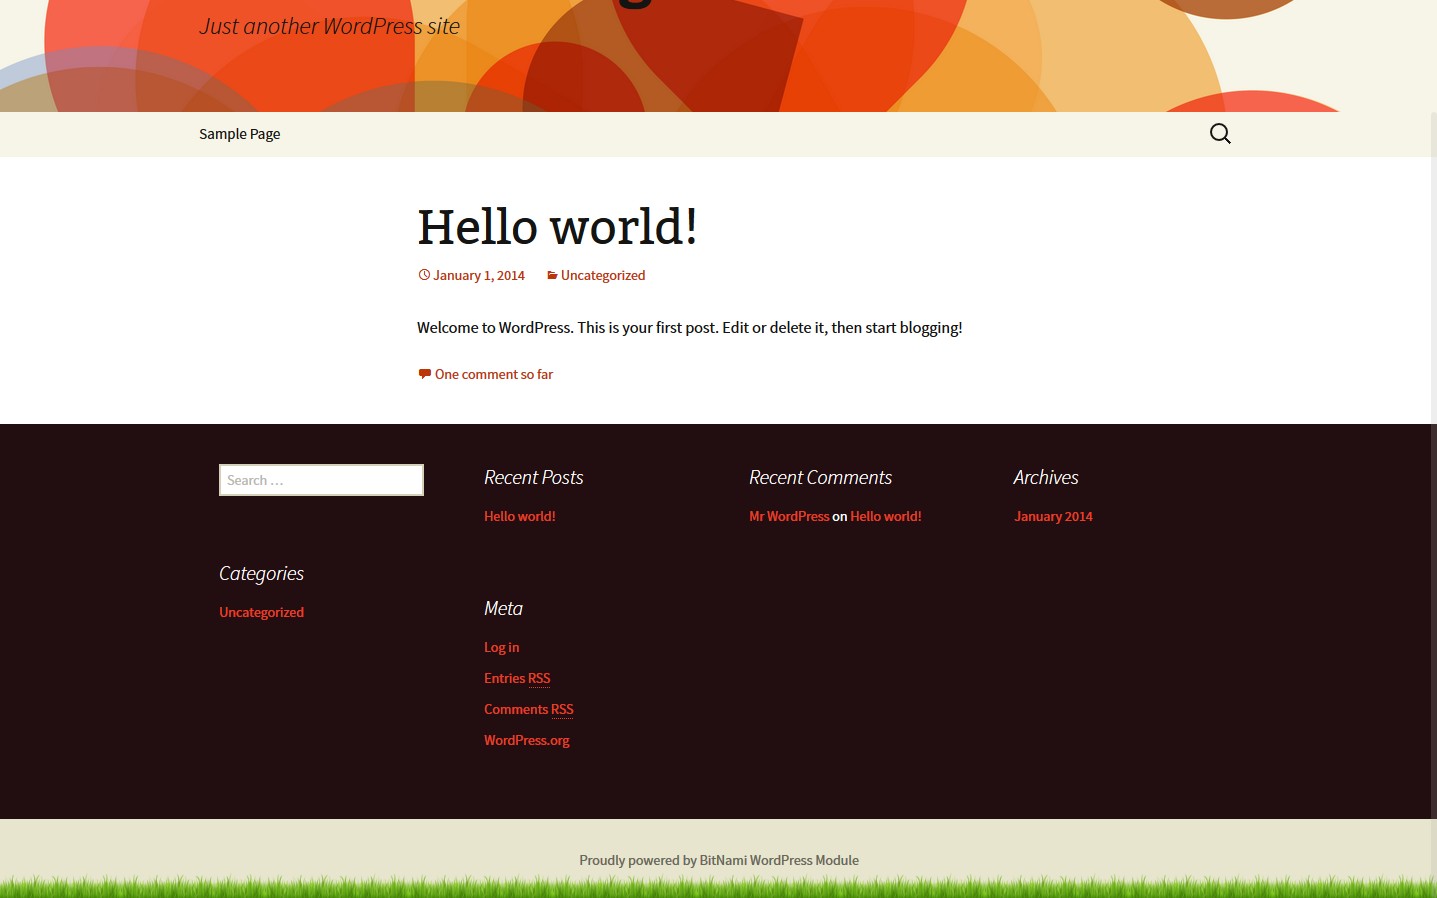 Just another WordPress site
Sample Page
Hello world!
January 1, 2014 Uncategorized
Welcome to WordPress. This is your first post. Edit or delete it, then start blogging!
One comment so far
Search …
Categories
Uncategorized
Recent Posts
Hello world!
Meta
Log in
Entries RSS
Comments RSS
WordPress.org
Recent Comments
Mr WordPress on Hello world!
Archives
January 2014
Proudly powered by BitNami WordPress Module